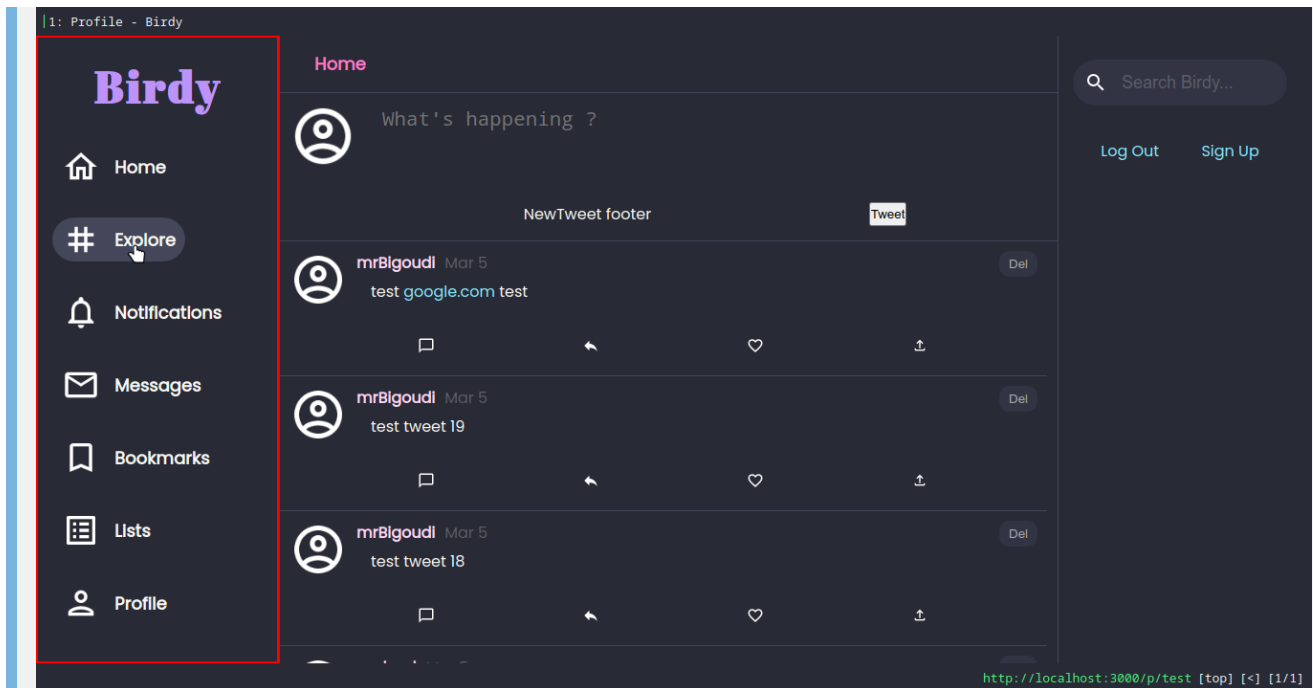 1: Profile - Birdy
Birdy
Home
Explore
Notifications
Messages
Bookmarks
Lists
Profile
Home
What's happening ?
NewTweet footer
Tweet
mrBigoudi Mar 5
Del
test google.com test
mrBigoudi Mar 5
Del
test tweet 19
mrBigoudi Mar 5
Del
test tweet 18
Search Birdy...
Log Out
Sign Up
http://localhost:3000/p/test [top] [<] [1/1]